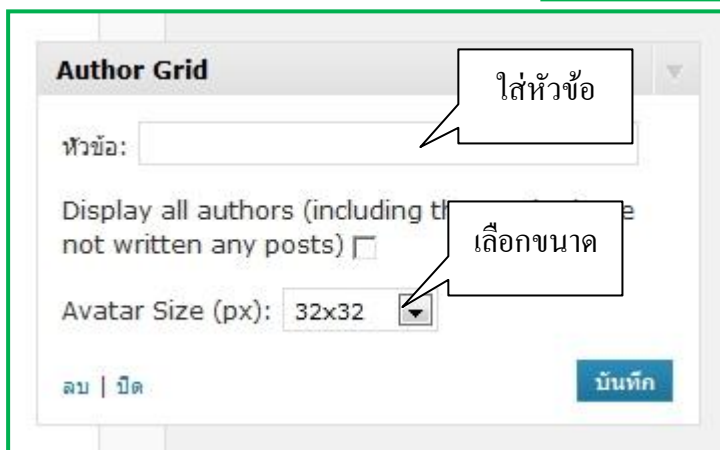 Author Grid
ใส่หัวข้อ
หัวข้อ:
Display all authors (including th e
not written any posts)
เลือกขนาด
Avatar Size (px): 32x32
ลบ | ปิด
บันทึก